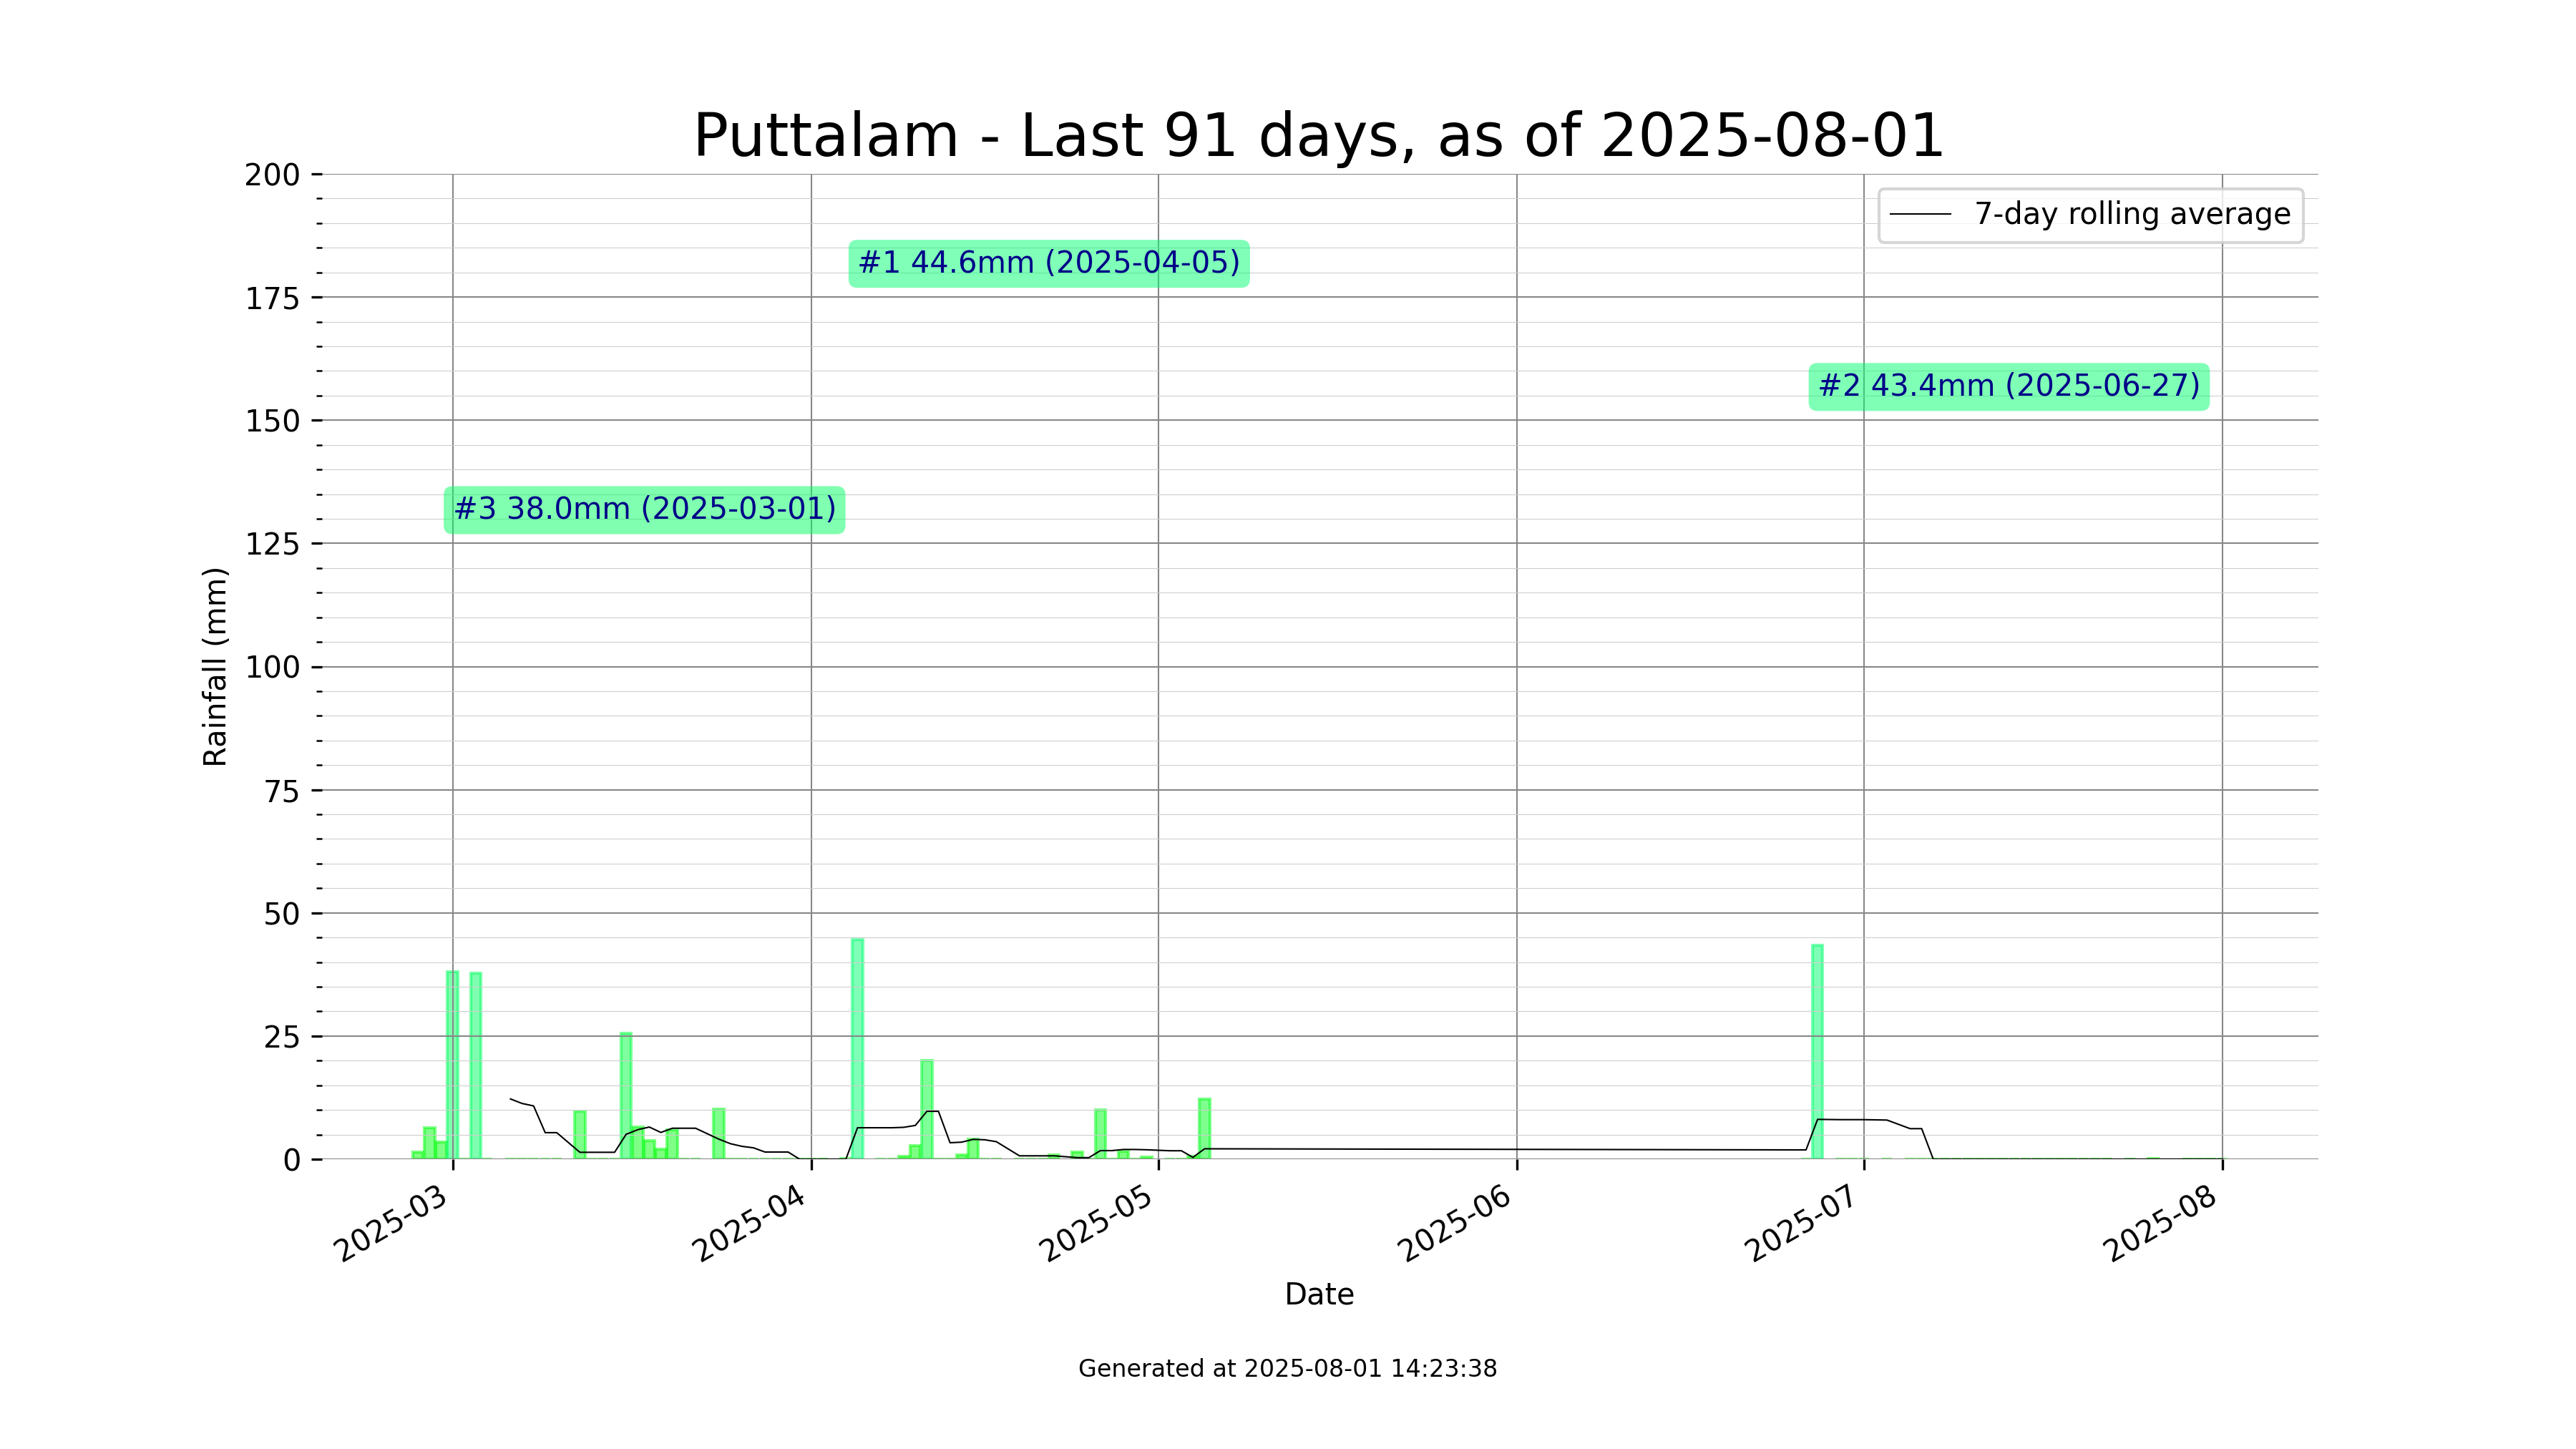 Puttalam - Last 91 days, as of 2025-08-01
7-day rolling average
#1 44.6mm (2025-04-05)
#2 43.4mm (2025-06-27)
#3 38.0mm (2025-03-01)
Rainfall (mm)
200
175
150
125
100
75
50
25
0
2025-03
2025-04
2025-05
2025-06
2025-07
2025-08
Date
Generated at 2025-08-01 14:23:38